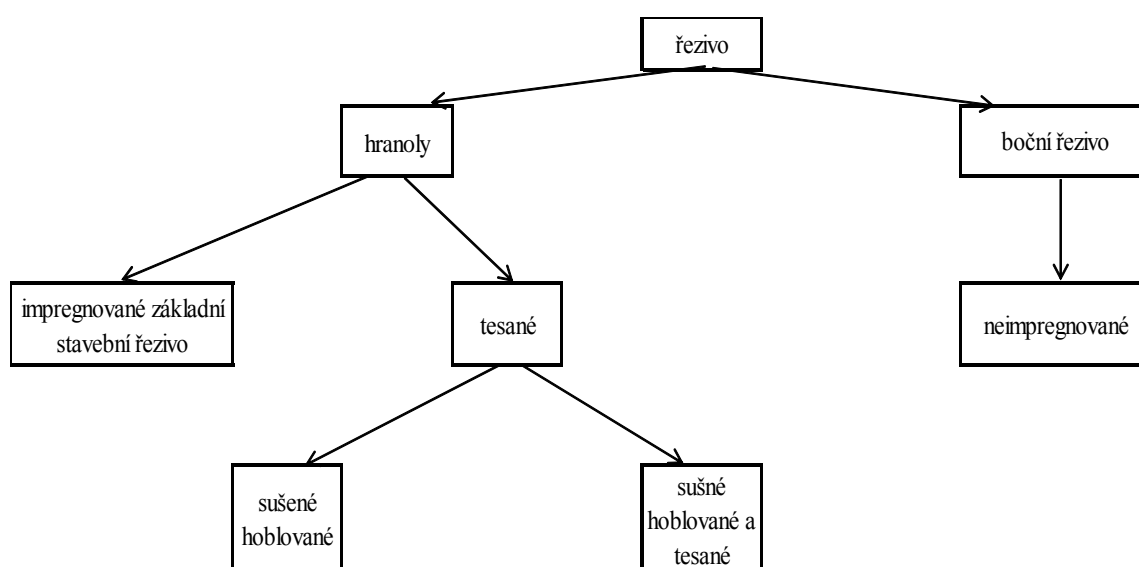 řezivo
hranoly
boční řezivo
impregnované základní
stavební řezivo
tesané
neimpregnované
sušené
hoblované
sušné
hoblované a
tesané